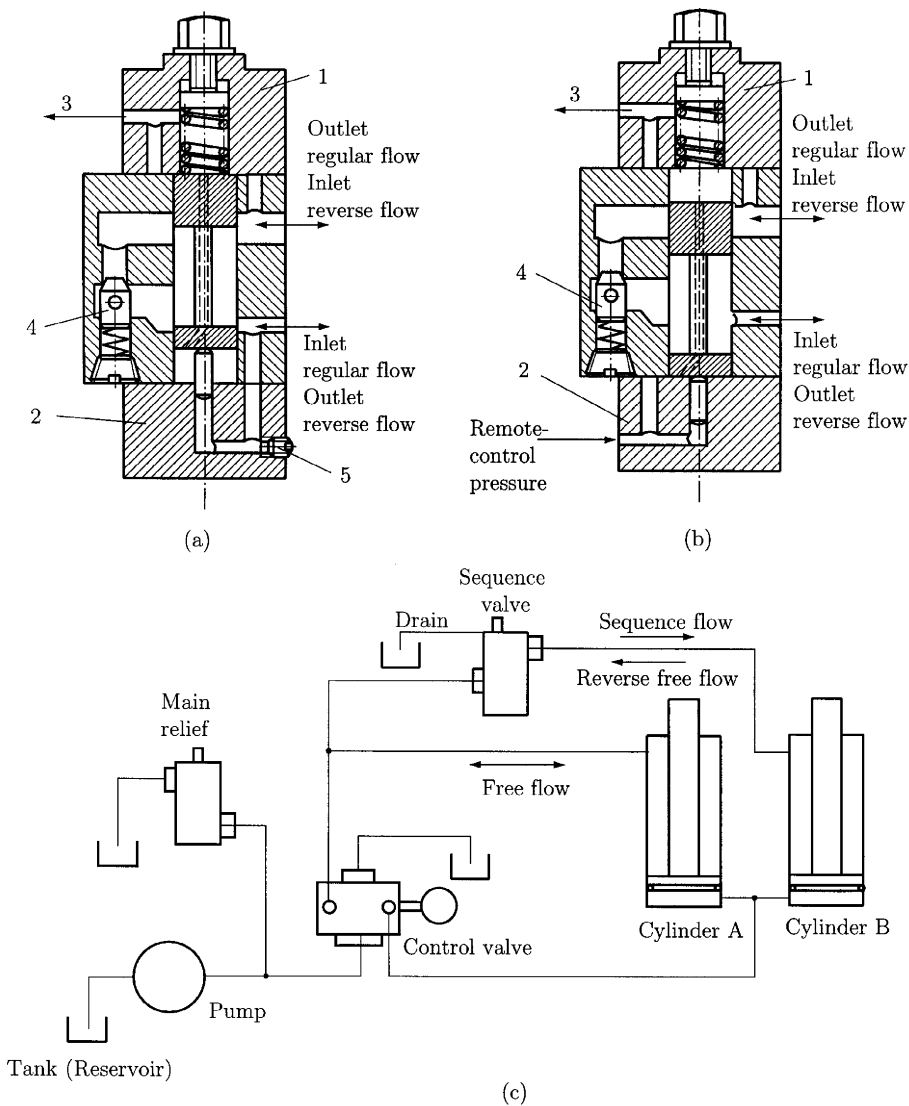 1
3
Outlet
regular flow
Inlet
reverse flow
4
Inlet
regular flow
Outlet
reverse flow
2
5
(a)
1
3
Outlet
regular flow
Inlet
reverse flow
4
Inlet
regular flow
Outlet
reverse flow
2
Remote-
control
pressure
(b)
Sequence
valve
Drain
Sequence flow
Reverse free flow
Main
relief
Free flow
Cylinder A
Cylinder B
Control valve
Pump
Tank (Reservoir)
(c)